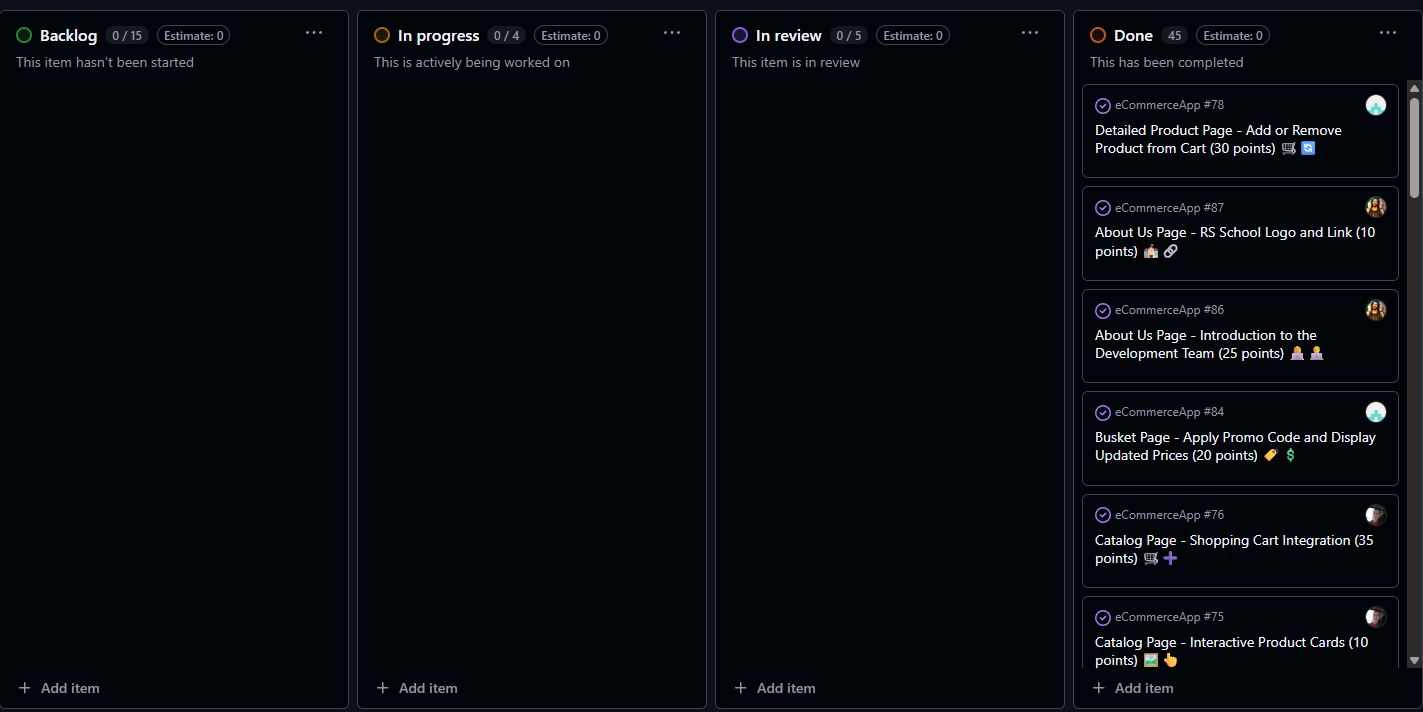 Backlog 0 / 15 Estimate: 0
This item hasn't been started
Add item
In progress 0 / 4 Estimate: 0
This is actively being worked on
Add item
In review 0 / 5 Estimate: 0
This item is in review
Add item
Done 45 Estimate: 0
This has been completed
eCommerceApp #78
Detailed Product Page - Add or Remove
Product from Cart (30 points) 🛒 🔄
eCommerceApp #87
About Us Page - RS School Logo and Link (10
points) 🏫 🔗
eCommerceApp #86
About Us Page - Introduction to the
Development Team (25 points) 👩‍💼 👨‍💼
eCommerceApp #84
Busket Page - Apply Promo Code and Display
Updated Prices (20 points) 🏷️ 💲
eCommerceApp #76
Catalog Page - Shopping Cart Integration (35
points) 🛒 ➕
eCommerceApp #75
Catalog Page - Interactive Product Cards (10
points) 🖼️ 👆
Add item